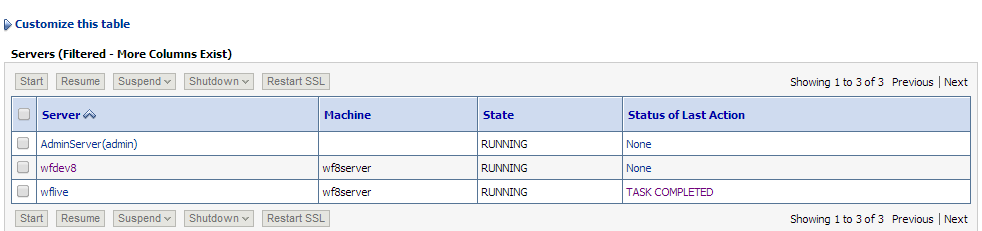 Customize this table
Servers (Filtered - More Columns Exist)
Start Resume Suspend Shutdown Restart SSL Showing 1 to 3 of 3 Previous | Next
Server Machine State Status of Last Action
AdminServer(admin) RUNNING None
wfdev8 wf8server RUNNING None
wflive wf8server RUNNING TASK COMPLETED
Start Resume Suspend Shutdown Restart SSL Showing 1 to 3 of 3 Previous | Next